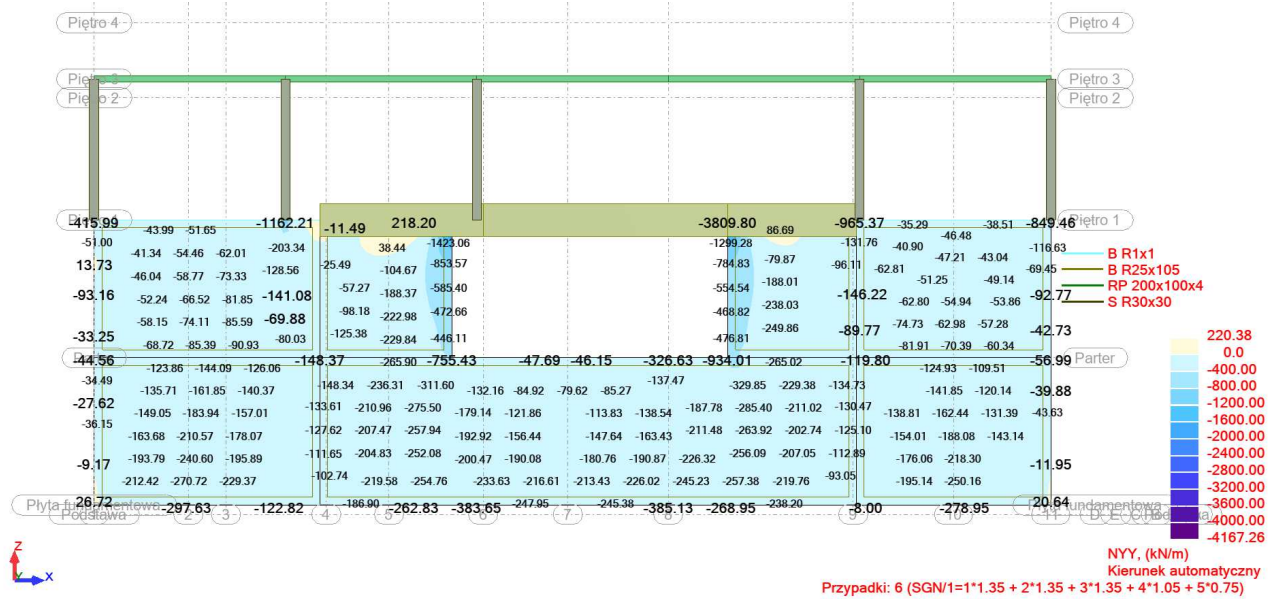 Piętro 4 Piętro 4
Piętro 3
Piętro 2 Piętro 2
-415.99 -1162.21 -11.49 218.20 -3809.80 -965.37 -849.46 Piętro 1
-43.99 -51.65 86.69 -35.29 -38.51
-51.00 -203.34 38.44 -1423.06 -1299.28 -131.76 -46.48 -116.63
-41.34 -54.46 -62.01 -40.90
13.73 -128.56 -25.49 -104.67 -853.57 -784.83 -79.87 -96.11 -62.81 -47.21 -43.04 -69.45
B R1x1
-46.04 -58.77 -73.33 -57.27 -188.37 -585.40 -554.54 -188.01 -51.25 -49.14
B R25x105
RP 200x100x4
-93.16 -52.24 -66.52 -81.85 -141.08 -146.22 -62.80 -54.94 -53.86 -92.77
S R30x30
-98.18 -222.98 -472.66 -468.82 -238.03
-58.15 -74.11 -85.59 -69.88 -74.73 -62.98 -57.28
33.25 -68.72 -85.39 -90.93 -80.03 -125.38 -229.84 -446.11 -476.81 -249.86 -89.77 -81.91 -70.39 -60.34 -42.73
220.38
0.0
-44.56 -148.37 -265.90 -755.43 -47.69 -46.15 -326.63 -934.01 -265.02 -119.80 -56.99 Parter
-123.86 -144.09 -126.06 -124.93 -109.51
-400.00
-34.49 -148.34 -236.31 -311.60 -137.47 -329.85 -229.38 -134.73
-800.00
-135.71 -161.85 -140.37 -132.16 -84.92 -79.62 -85.27 -141.85 -120.14 -39.88
-1200.00
-27.62 -149.05 -183.94 -157.01 -133.61 -210.96 -275.50 -179.14 -121.86 -113.83 -138.54 -187.78 -285.40 -211.02 -130.47 -138.81 -162.44 -131.39 -43.63
-1600.00
-36.15 -163.68 -210.57 -178.07 -127.62 -207.47 -257.94 -192.92 -156.44 -147.64 -163.43 -211.48 -263.92 -202.74 -125.10 -154.01 -188.08 -143.14
-2000.00
-2400.00
-9.17 -193.79 -240.60 -195.89 -111.65 -204.83 -252.08 -200.47 -190.08 -180.76 -190.87 -226.32 -256.09 -207.05 -112.89 -176.06 -218.30 -11.95
-2800.00
-212.42 -270.72 -229.37 -102.74 -219.58 -254.76 -233.63 -216.61 -213.43 -226.02 -245.23 -257.38 -219.76 -93.05 -195.14 -250.16
-3200.00
26.72 -186.90 -247.95 -245.38 -238.20 20.64
-3600.00
Płyta fundamentowa
Podstawa 2 -297.63 3 -122.82 4 5 -262.83 -383.65 6 7 8 -385.13 -268.95 9 -8.00 10 -278.95 11
-4000.00
-4167.26
NYY, (kN/m)
Kierunek automatyczny
Przypadki: 6 (SGN/1=1*1.35 + 2*1.35 + 3*1.35 + 4*1.05 + 5*0.75)
Z
X